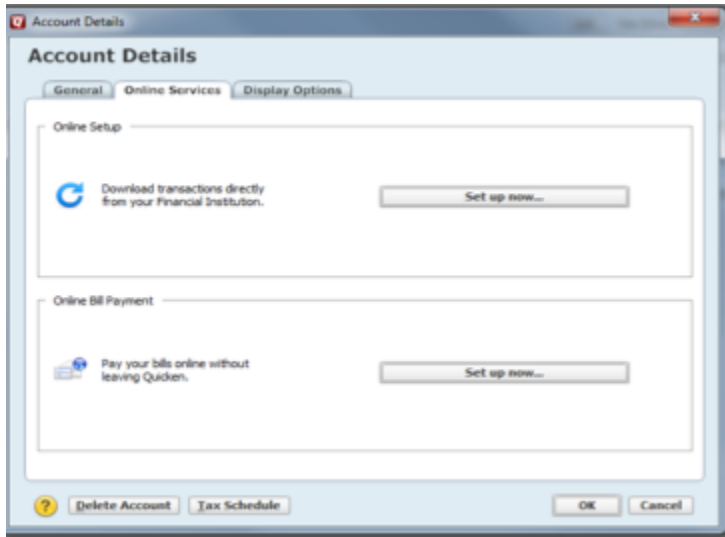 Account Details
Account Details
General Online Services Display Options
Online Setup
Download transactions directly
from your Financial Institution.
Set up now...
Online Bill Payment
Pay your bills online without
leaving Quicken.
Set up now...
? Delete Account Tax Schedule OK Cancel